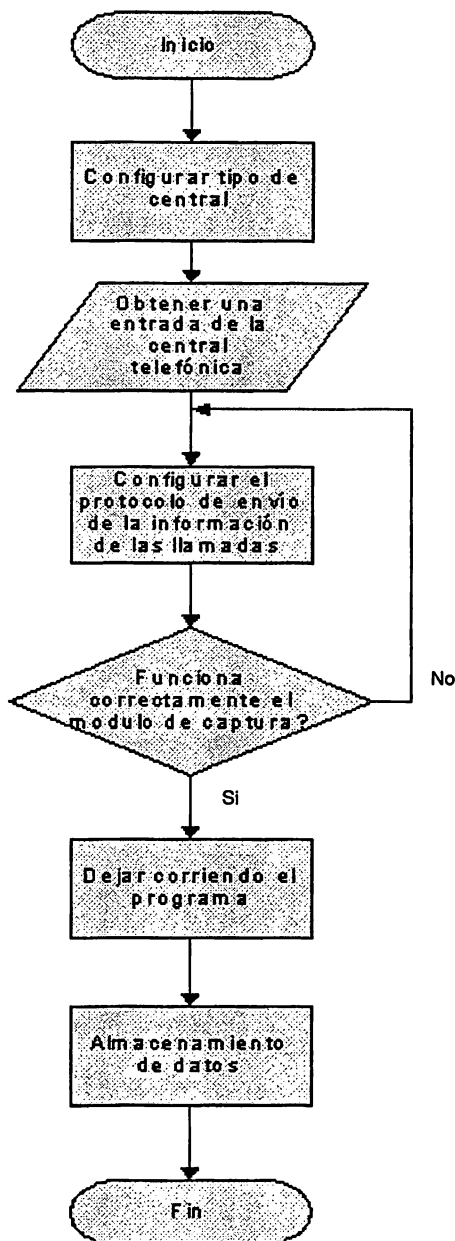 Inicio
Configurar tipo de
central
Obtener una
entrada de la
central
telefónica
Configurar el
protocolo de envío
de la información
de las llamadas
Funciona
correctamente el
modulo de captura?
No
Si
Dejar corriendo el
programa
Almacenamiento
de datos
Fin